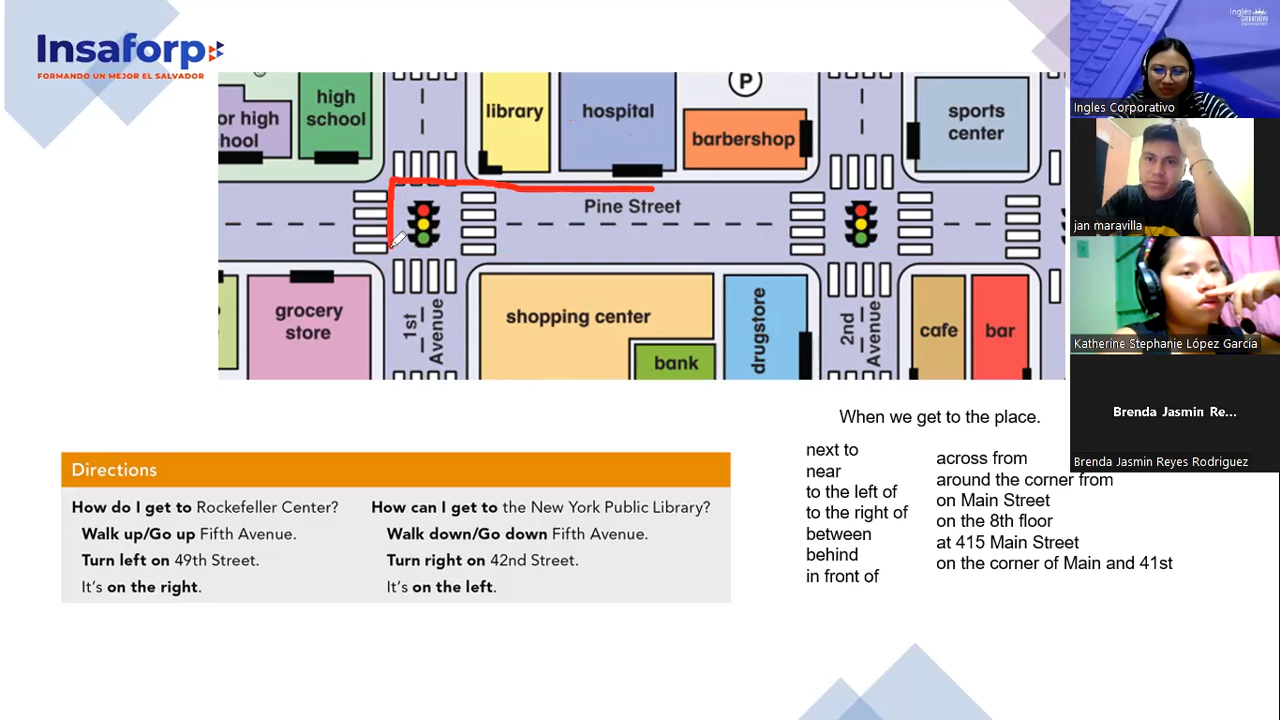 Insaforp
FORMANDO UN MEJOR EL SALVADOR
or high
hool
high
school
library
hospital
P
barbershop
sports
center
Pine Street
grocery
store
1st
Avenue
shopping center
bank
drugstore
2nd
Avenue
cafe
bar
Directions
How do I get to Rockefeller Center?
Walk up/Go up Fifth Avenue.
Turn left on 49th Street.
It's on the right.
How can I get to the New York Public Library?
Walk down/Go down Fifth Avenue.
Turn right on 42nd Street.
It's on the left.
When we get to the place.
next to
near
to the left of
to the right of
between
behind
in front of
across from
around the corner from
on Main Street
on the 8th floor
at 415 Main Street
on the corner of Main and 41st
Inglés
Corporativo
Ingles Corporativo
jan maravilla
Katherine Stephanie López García
Brenda Jasmin Re...
Brenda Jasmin Reyes Rodriguez